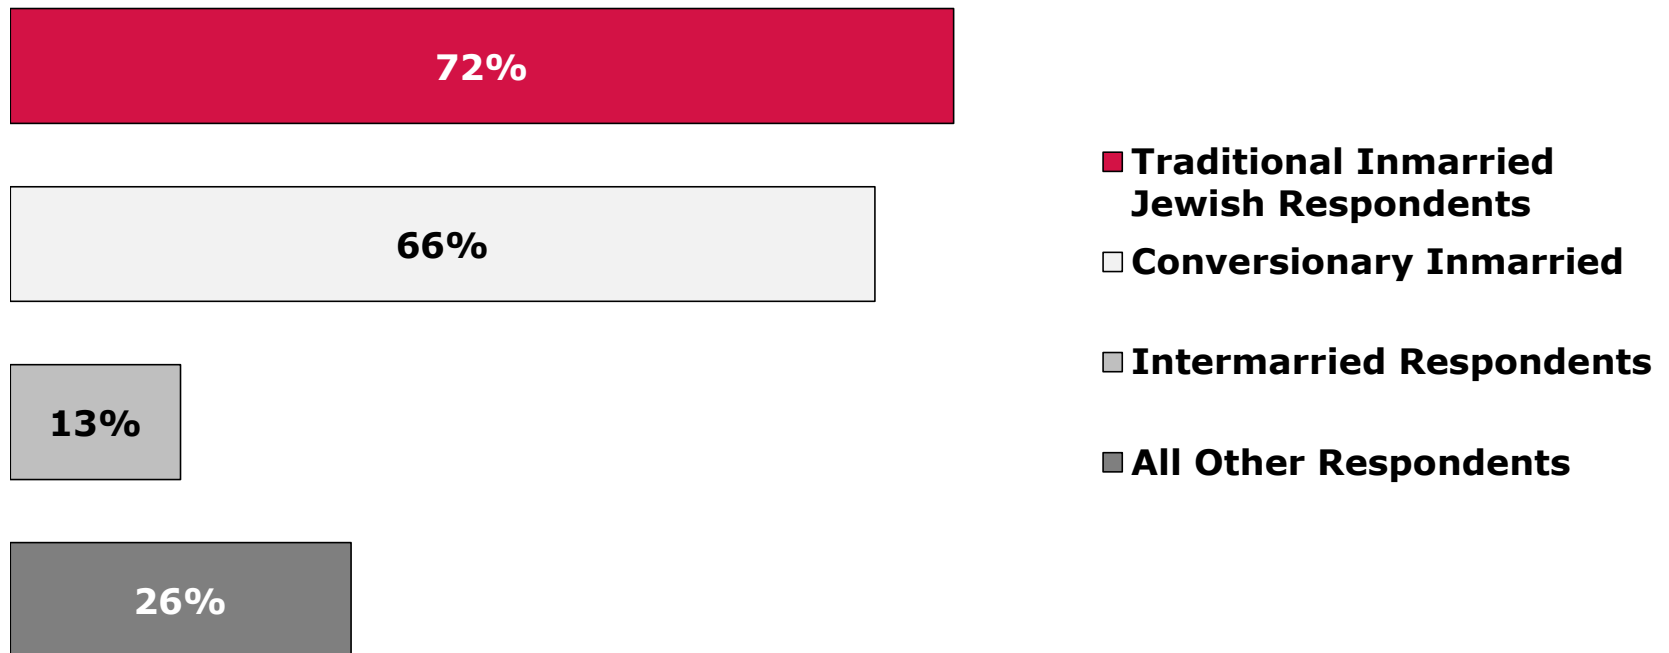 72%
66%
13%
26%
Traditional Inmarried
Jewish Respondents
Conversionary Inmarried
Intermarried Respondents
All Other Respondents